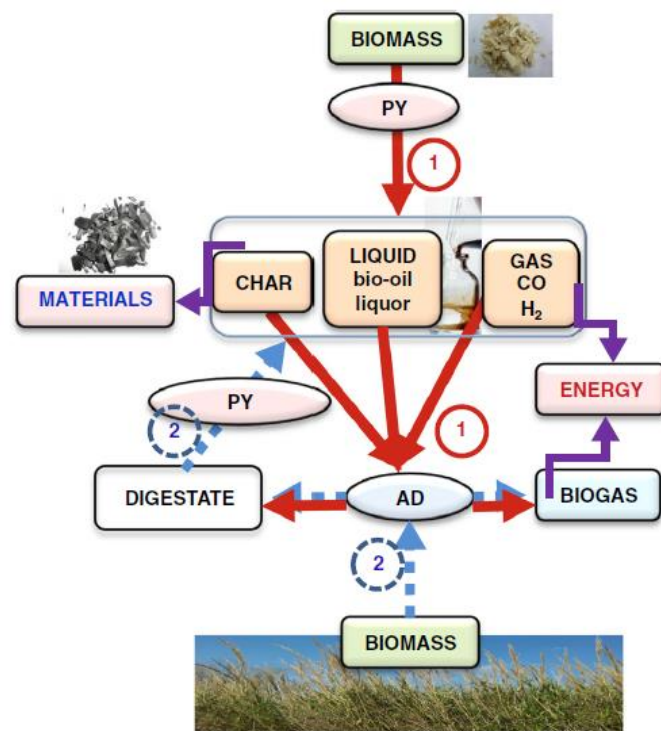 BIOMASS
PY
1
CHAR
LIQUID
bio-oil
liquor
GAS
CO
H₂
MATERIALS
ENERGY
PY
2
1
DIGESTATE
AD
BIOGAS
2
BIOMASS